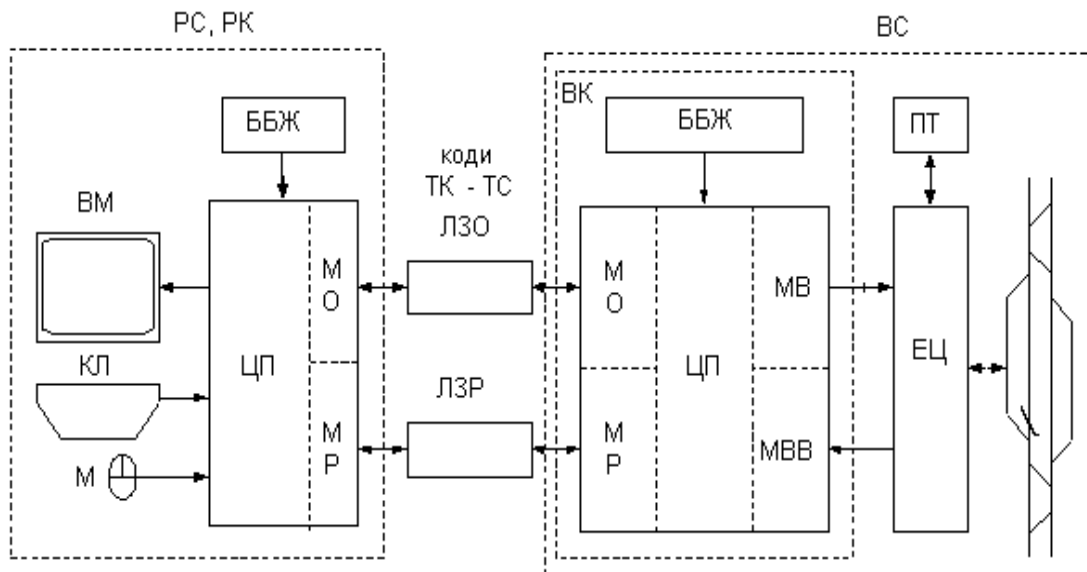 РС, РК
ВС
ББЖ
ВМ
КЛ
М
ЦП
М
О
М
Р
коди
ТК - ТС
ЛЗО
ЛЗР
ВК
ББЖ
М
О
М
Р
ЦП
МВ
МВВ
ПТ
ЕЦ